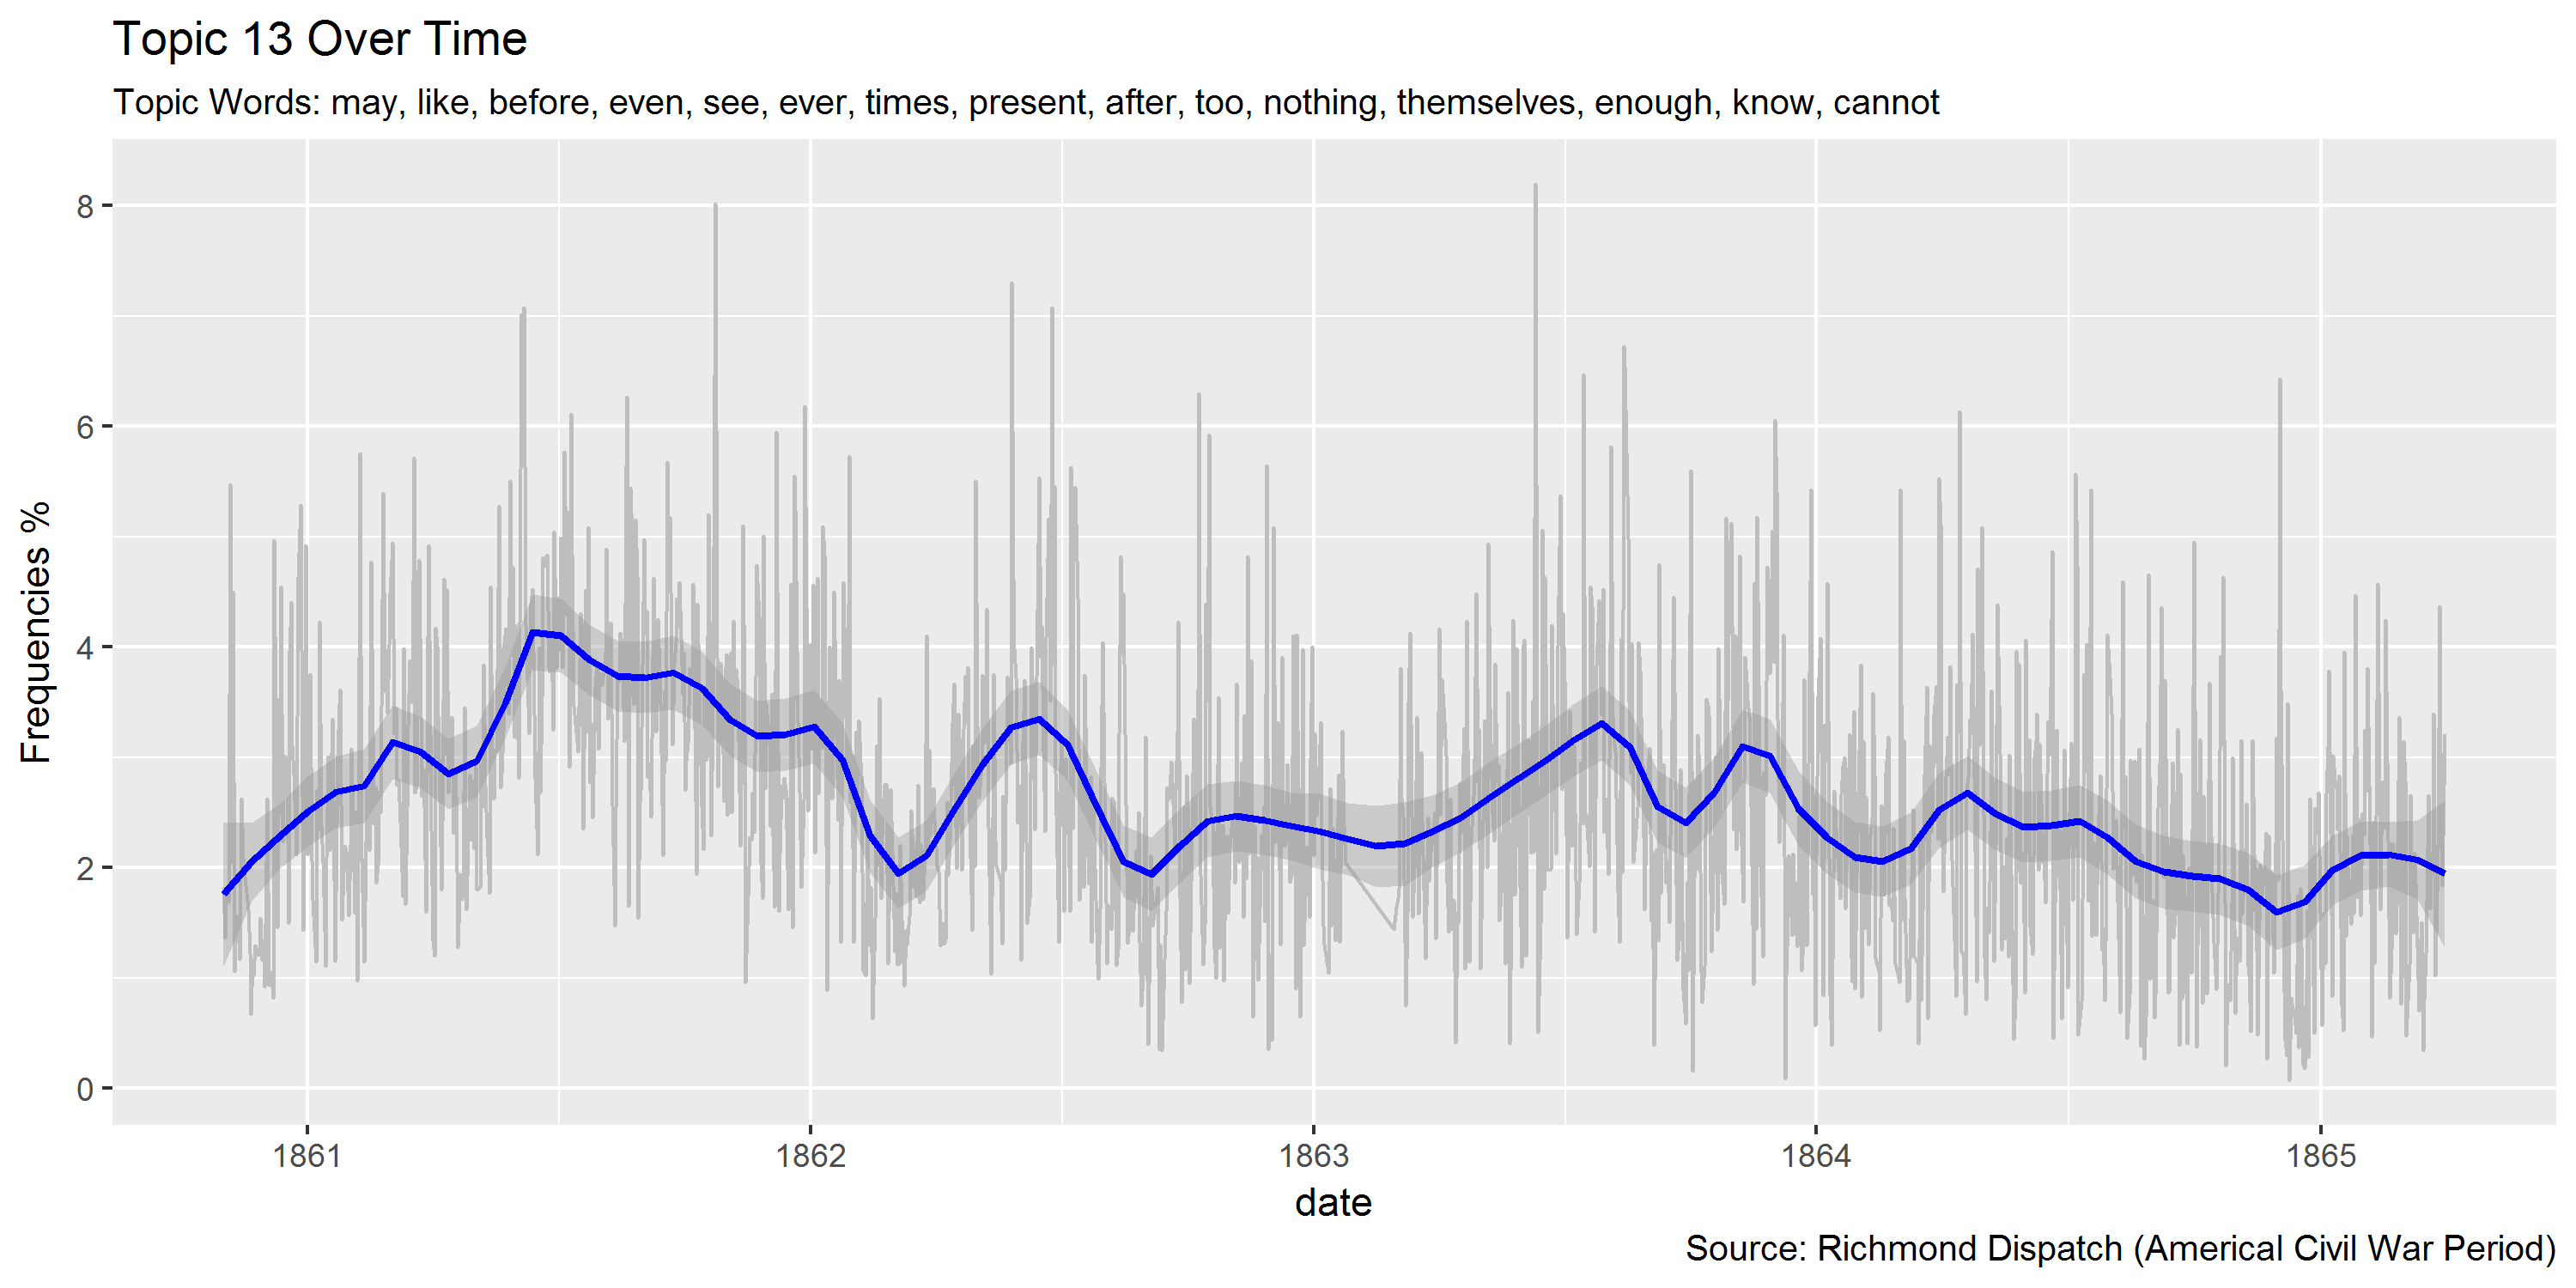 Topic 13 Over Time
Topic Words: may, like, before, even, see, ever, times, present, after, too, nothing, themselves, enough, know, cannot
Frequencies %
8
6
4
2
0
1861
1862
1863
1864
1865
date
Source: Richmond Dispatch (Americal Civil War Period)